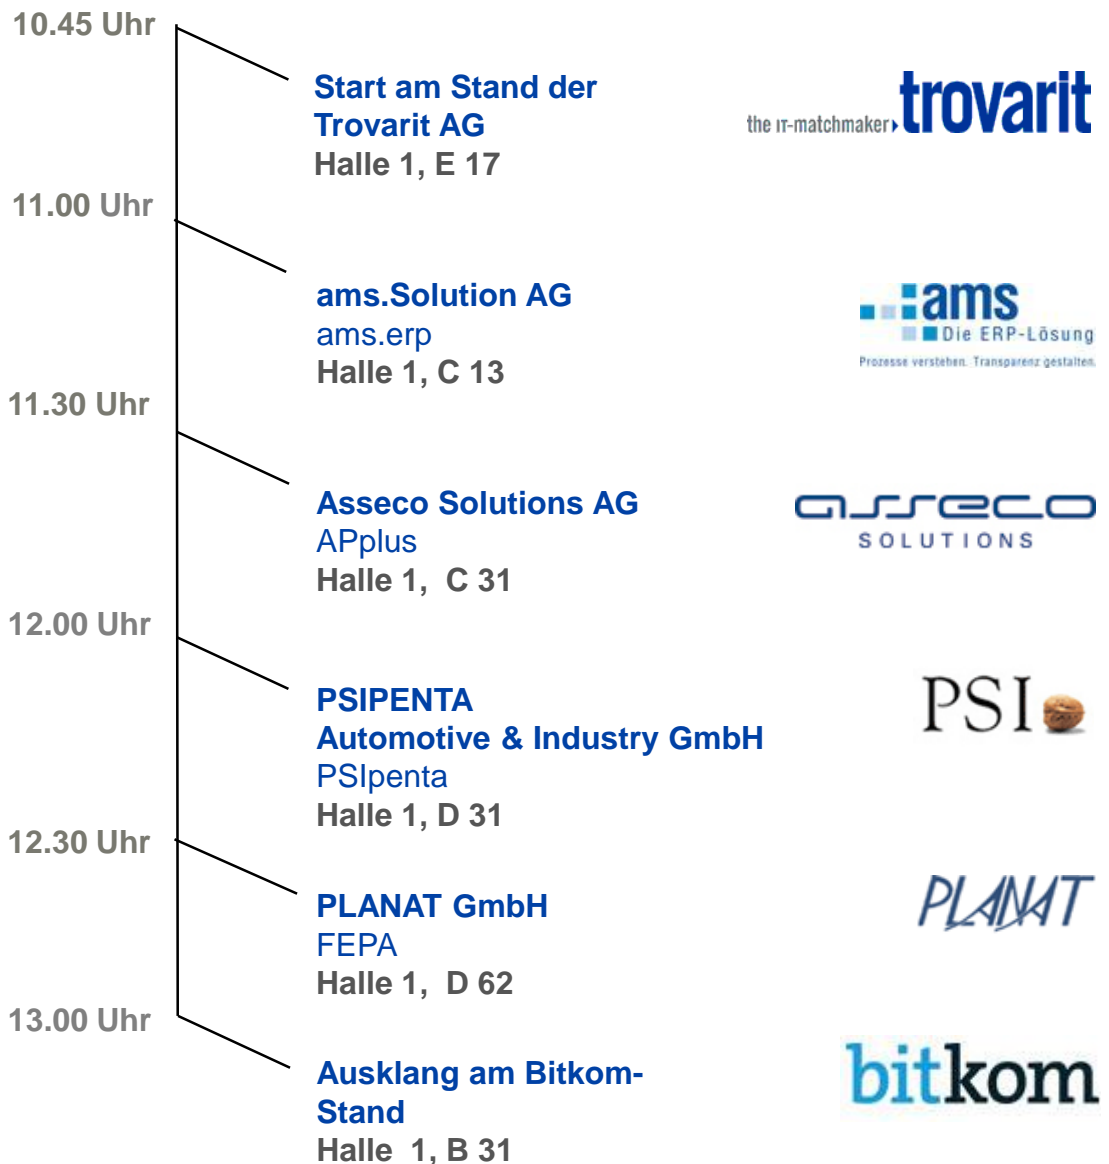 10.45 Uhr
Start am Stand der
Trovarit AG
Halle 1, E 17
the IT-matchmaker trovarit
11.00 Uhr
ams.Solution AG
ams.erp
Halle 1, C 13
ams
Die ERP-Lösung
Prozesse verstehen. Transparenz gestalten.
11.30 Uhr
Asseco Solutions AG
APplus
Halle 1, C 31
asseco
SOLUTIONS
12.00 Uhr
PSIPENTA
Automotive & Industry GmbH
PSIpenta
Halle 1, D 31
PSI
12.30 Uhr
PLANAT GmbH
FEPA
Halle 1, D 62
PLANAT
13.00 Uhr
Ausklang am Bitkom-
Stand
Halle 1, B 31
bitkom